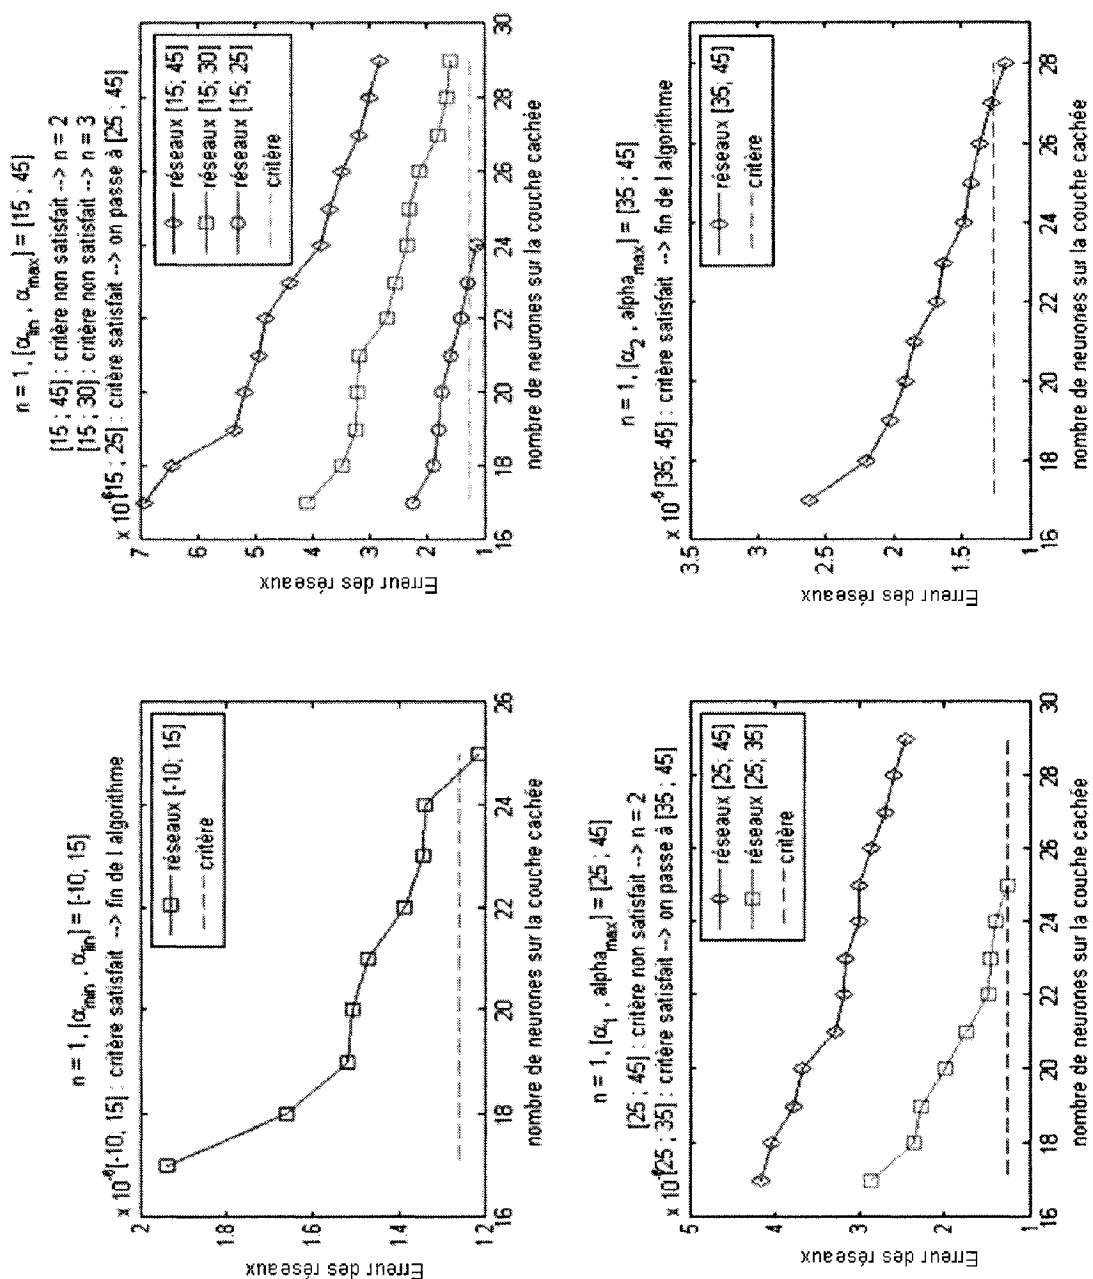 n = 1, [α_min , α_lin] = [-10, 15]
x 10^-6 [-10, 15] : critère satisfait --> fin de l algorithme
réseaux [-10; 15]
critère
2
1.8
1.6
1.4
1.2
Erreur des réseaux
16 18 20 22 24 26
nombre de neurones sur la couche cachée
n = 1, [α_lin , α_max] = [15 ; 45]
[15 ; 45] : critère non satisfait --> n = 2
[15 ; 30] : critère non satisfait --> n = 3
x 10^-6 [15 ; 25] : critère satisfait --> on passe à [25 ; 45]
réseaux [15; 45]
réseaux [15; 30]
réseaux [15; 25]
critère
7
6
5
4
3
2
1
Erreur des réseaux
16 18 20 22 24 26 28 30
nombre de neurones sur la couche cachée
n = 1, [α_1 , alpha_max] = [25 ; 45]
[25 ; 45] : critère non satisfait --> n = 2
x 10^-6 [25 ; 35] : critère satisfait --> on passe à [35 ; 45]
réseaux [25, 45]
réseaux [25, 35]
critère
5
4
3
2
1
Erreur des réseaux
16 18 20 22 24 26 28 30
nombre de neurones sur la couche cachée
n = 1, [α_2 , alpha_max] = [35 ; 45]
x 10^-6 [35; 45] : critère satisfait --> fin de l algorithme
réseaux [35, 45]
critère
3.5
3
2.5
2
1.5
1
Erreur des réseaux
16 18 20 22 24 26 28
nombre de neurones sur la couche cachée